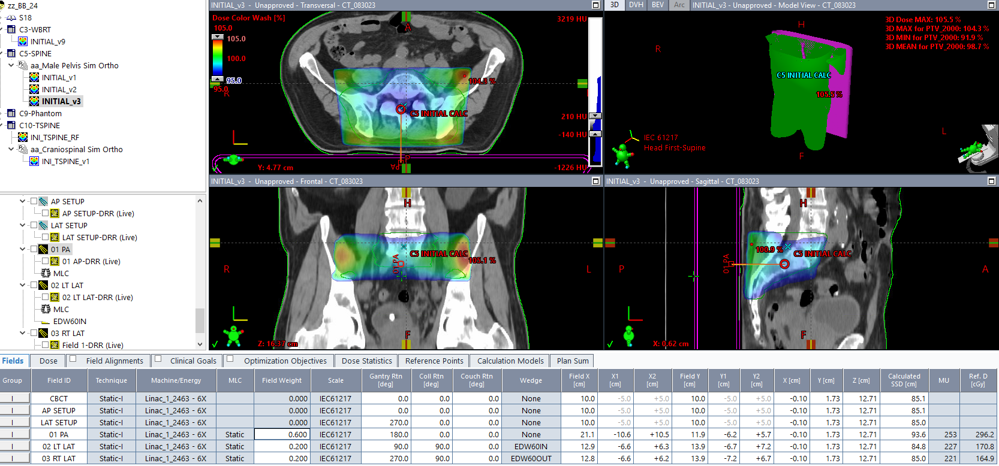 zz_BB_24
S18
C3-WBRT
INITIAL_v9
C5-SPINE
aa_Male Pelvis Sim Ortho
INITIAL_v1
INITIAL_v2
INITIAL_v3
C9-Phantom
C10-TSPINE
INI_TSPINE_RF
aa_Craniospinal Sim Ortho
INI_TSPINE_v1
AP SETUP
AP SETUP-DRR (Live)
LAT SETUP
LAT SETUP-DRR (Live)
01 PA
01 AP-DRR (Live)
MLC
02 LT LAT
02 LT LAT-DRR (Live)
MLC
EDW60IN
03 RT LAT
Field 1-DRR (Live)
INITIAL_v3 - Unapproved - Transversal - CT_083023
Dose Color Wash [%]
105.0
105.0
100.0
95.0
95.0
R
A
3219 HU
104.3 %
C5 INITIAL CALC
210 HU
-140 HU
P
PA
Y: 4.77 cm
-1226 HU
3D DVH BEV Arc INITIAL_v3 - Unapproved - Model View - CT_083023
3D Dose MAX: 105.5 %
3D MAX for PTV_2000: 104.3 %
3D MIN for PTV_2000: 91.9 %
3D MEAN for PTV_2000: 98.7 %
H
R
C5 INITIAL CALC
105.5 %
L
IEC 61217
Head First-Supine
F
INITIAL_v3 - Unapproved - Frontal - CT_083023
H
C5 INITIAL CALC
105.1 %
01 PA
R
L
F
Z: 16.37 cm
INITIAL_v3 - Unapproved - Sagittal - CT_083023
H
100.9 %
C5 INITIAL CALC
01 PA
P
A
F
X: 0.62 cm
Fields Dose Field Alignments Clinical Goals Optimization Objectives Dose Statistics Reference Points Calculation Models Plan Sum
Group Field ID Technique Machine/Energy MLC Field Weight Scale Gantry Rtn [deg] Coll Rtn [deg] Couch Rtn [deg] Wedge Field X [cm] X1 [cm] X2 [cm] Field Y [cm] Y1 [cm] Y2 [cm] X [cm] Y [cm] Z [cm] Calculated SSD [cm] MU Ref. D [cGy]
I CBCT Static-I Linac_1_2463 - 6X 0.000 IEC61217 0.0 0.0 0.0 None 10.0 -5.0 +5.0 10.0 -5.0 +5.0 -0.10 1.73 12.71 85.1
I AP SETUP Static-I Linac_1_2463 - 6X 0.000 IEC61217 0.0 0.0 0.0 None 10.0 -5.0 +5.0 10.0 -5.0 +5.0 -0.10 1.73 12.71 85.1
I LAT SETUP Static-I Linac_1_2463 - 6X 0.000 IEC61217 270.0 0.0 0.0 None 10.0 -5.0 +5.0 10.0 -5.0 +5.0 -0.10 1.73 12.71 85.0
I 01 PA Static-I Linac_1_2463 - 6X Static 0.600 IEC61217 180.0 0.0 0.0 None 21.1 -10.6 +10.5 11.9 -6.2 +5.7 -0.10 1.73 12.71 93.6 253 296.2
I 02 LT LAT Static-I Linac_1_2463 - 6X Static 0.200 IEC61217 90.0 90.0 0.0 EDW60IN 12.9 -6.6 +6.3 13.9 -6.7 +7.2 -0.10 1.73 12.71 84.8 227 170.8
I 03 RT LAT Static-I Linac_1_2463 - 6X Static 0.200 IEC61217 270.0 90.0 0.0 EDW60OUT 12.8 -6.6 +6.2 13.9 -7.2 +6.7 -0.10 1.73 12.71 85.0 221 164.9